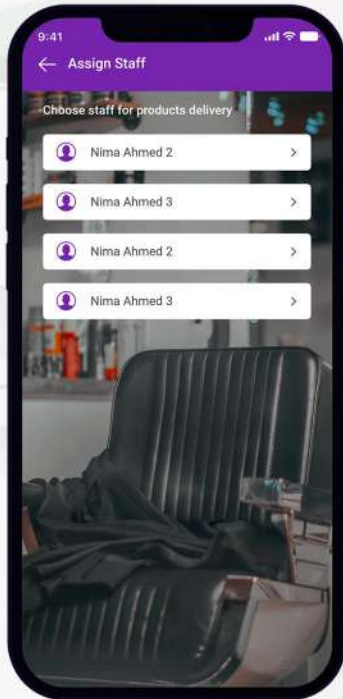 9:41
Assign Staff
Choose staff for products delivery
Nima Ahmed 2
Nima Ahmed 3
Nima Ahmed 2
Nima Ahmed 3